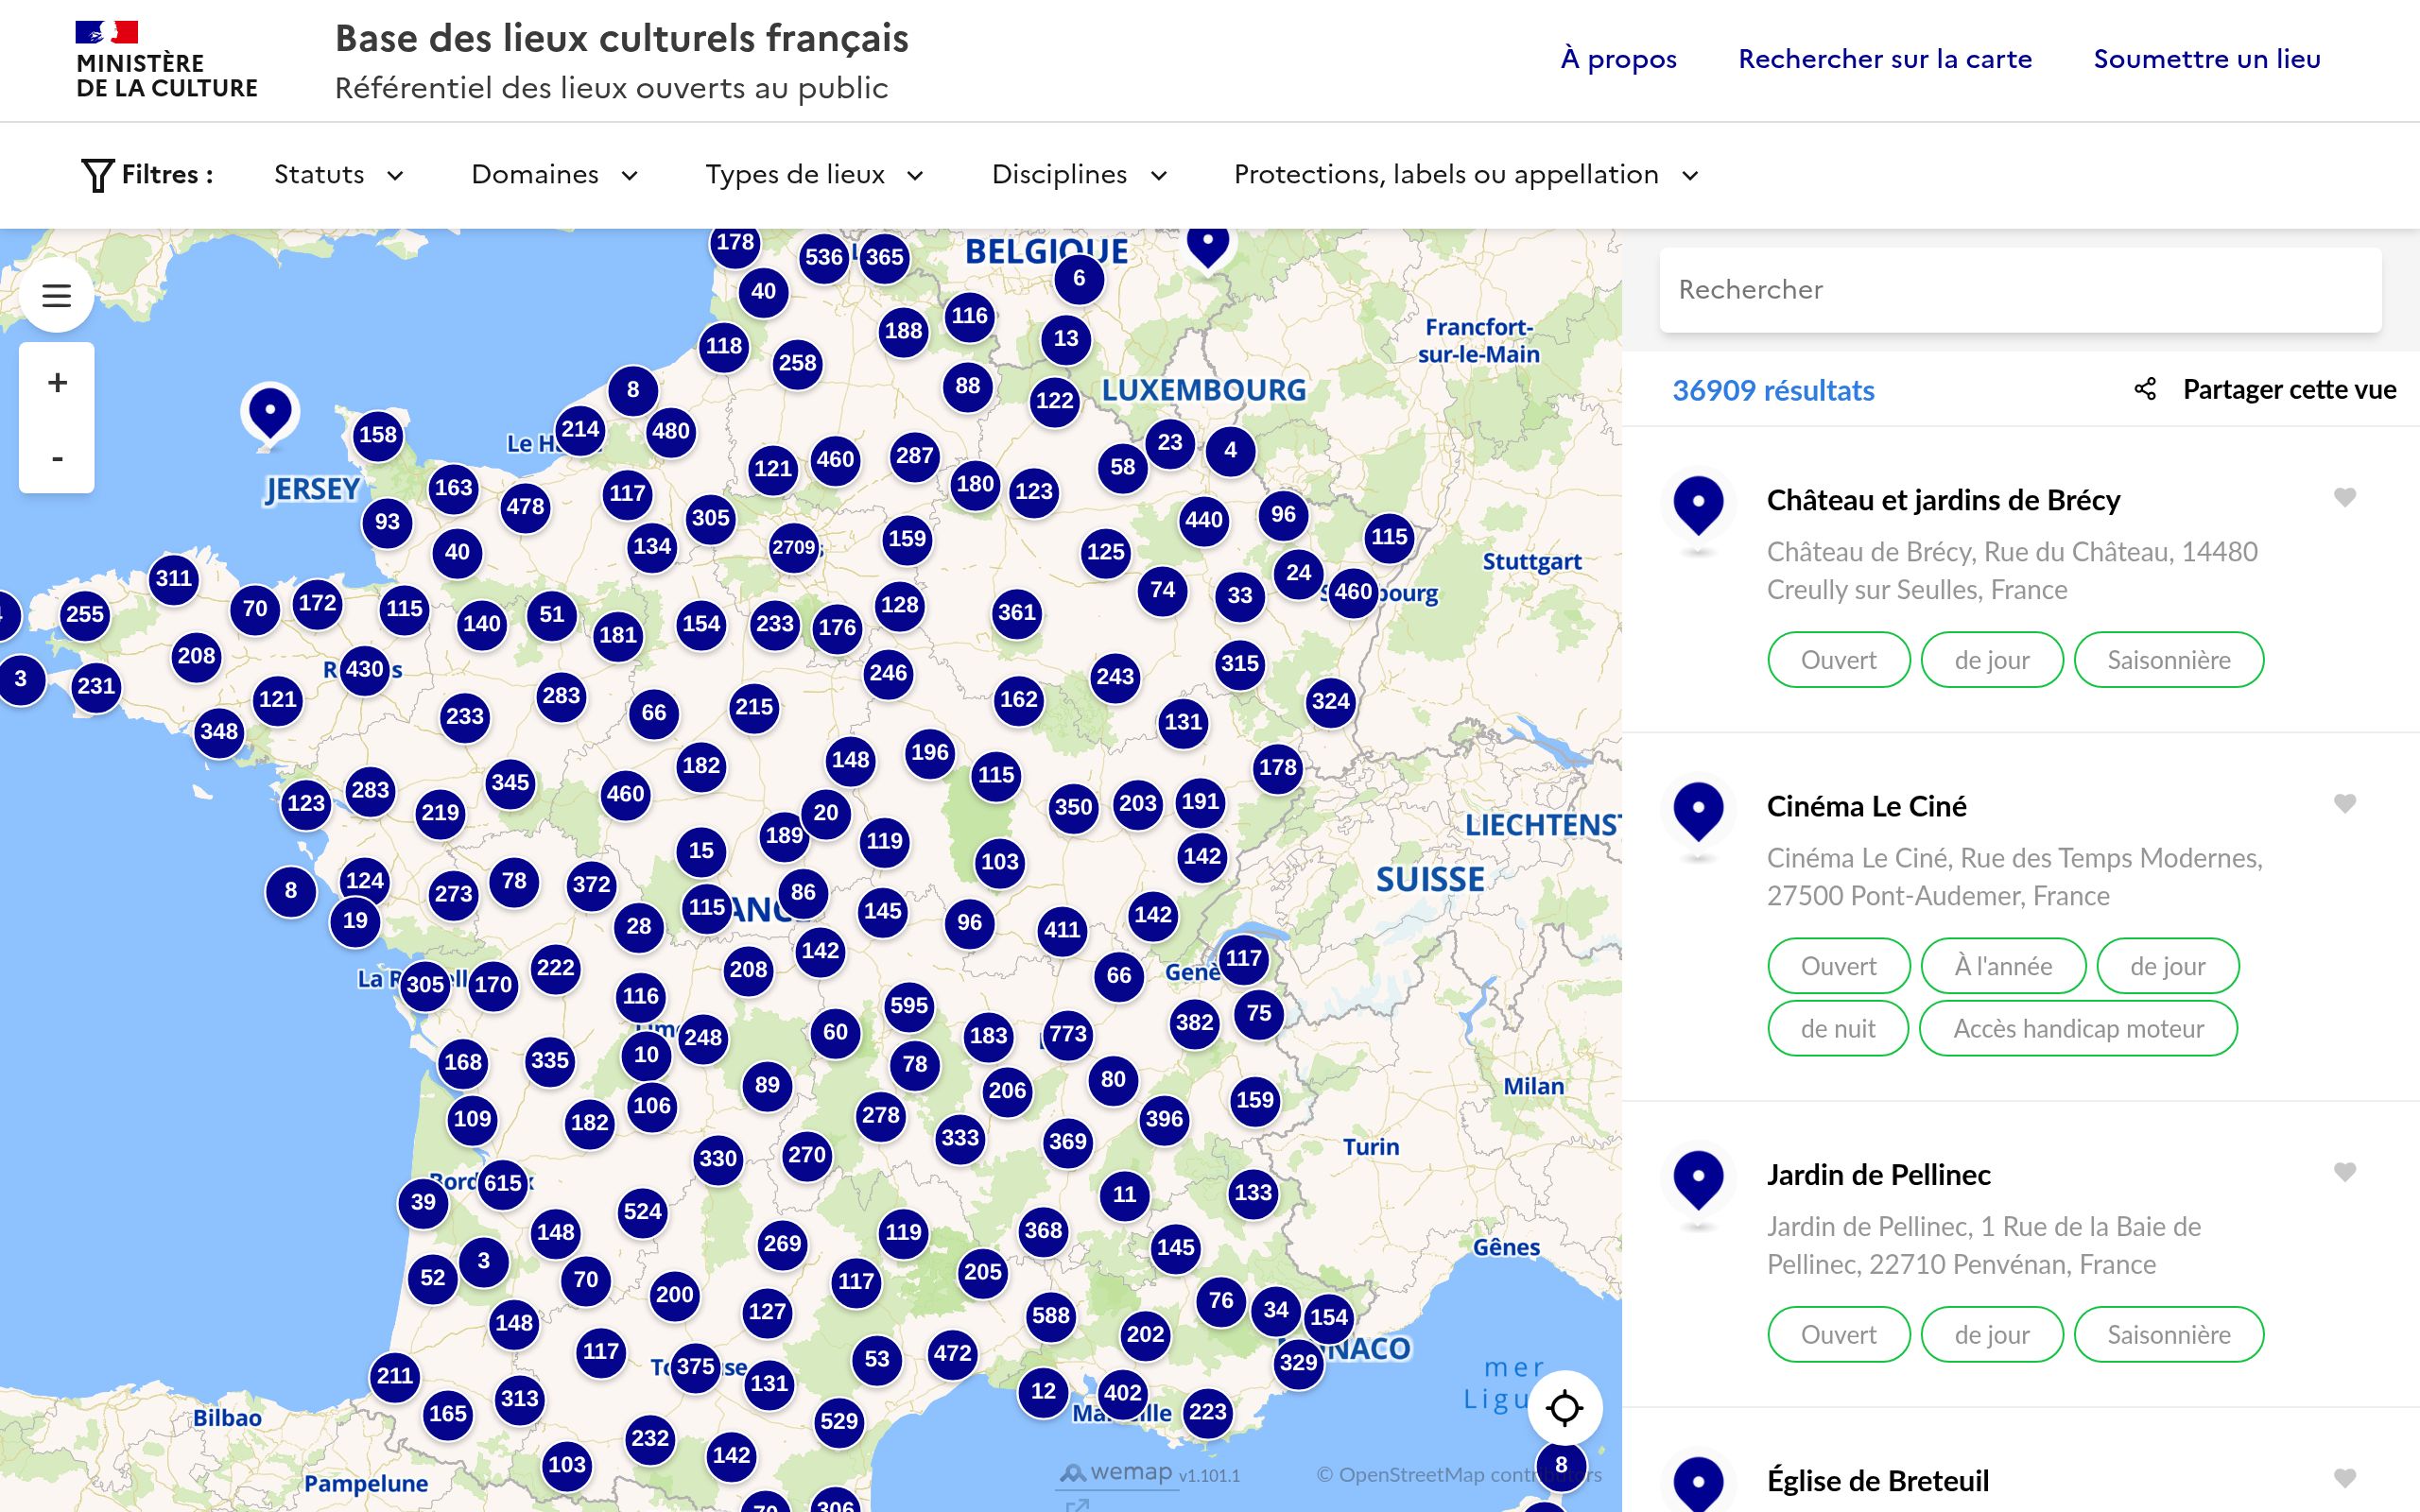 MINISTÈRE
DE LA CULTURE
Base des lieux culturels français
Référentiel des lieux ouverts au public
À propos
Rechercher sur la carte
Soumettre un lieu
Filtres :
Statuts
Domaines
Types de lieux
Disciplines
Protections, labels ou appellation
178
536
365
BELGIQUE
6
40
116
188
13
118
258
Francfort-
sur-le-Main
+
-
8
88
122
LUXEMBOURG
158
Le
214
480
23
4
121
460
287
58
JERSEY
163
478
117
180
123
93
305
440
96
40
134
2709
159
125
115
Stuttgart
311
24
255
70
172
115
140
51
181
154
233
176
128
361
74
33
460
bourg
208
430
3
231
121
283
246
243
315
348
233
66
215
162
131
324
182
148
196
115
178
123
283
219
345
460
20
350
203
191
189
119
LIECHTENST
15
103
142
8
124
273
78
372
86
SUISSE
19
115
145
96
142
28
411
142
208
222
La R
305
170
66
Genè
117
116
595
75
382
248
60
183
773
168
335
10
78
80
89
206
Milan
109
182
106
278
159
396
333
369
330
270
Turin
Bord
615
x
39
11
133
524
148
119
368
269
145
Gênes
3
52
70
117
205
200
76
127
588
34
148
154
202
117
NACO
375
53
472
329
mer
211
131
Ligu
12
402
313
165
223
Bilbao
529
232
142
103
8
Pampelune
306
wemap v1.101.1
© OpenStreetMap contributors
Rechercher
36909 résultats
Partager cette vue
Château et jardins de Brécy
Château de Brécy, Rue du Château, 14480
Creully sur Seulles, France
Ouvert
de jour
Saisonnière
Cinéma Le Ciné
Cinéma Le Ciné, Rue des Temps Modernes,
27500 Pont-Audemer, France
Ouvert
À l'année
de jour
de nuit
Accès handicap moteur
Jardin de Pellinec
Jardin de Pellinec, 1 Rue de la Baie de
Pellinec, 22710 Penvénan, France
Ouvert
de jour
Saisonnière
Église de Breteuil